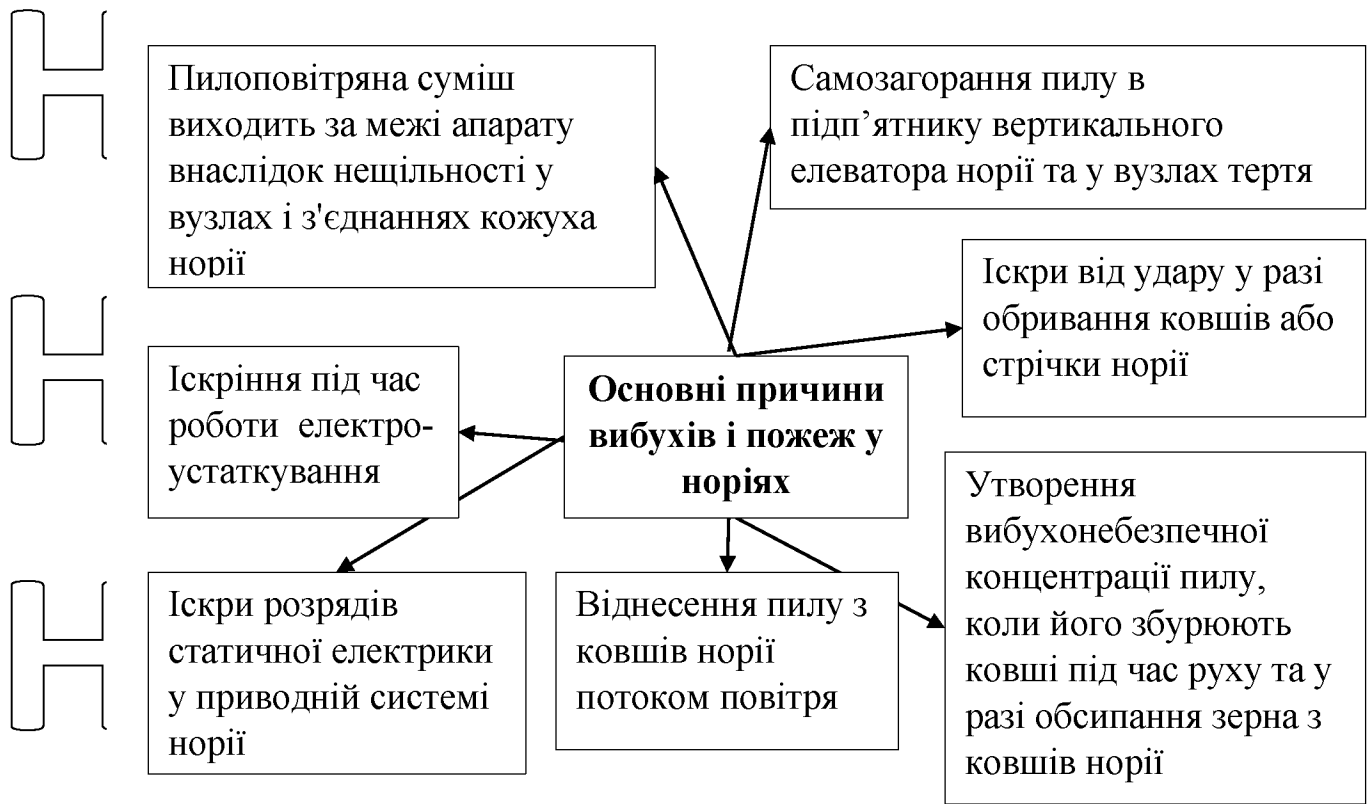 Пилоповітряна суміш
виходить за межі апарату
внаслідок нещільності у
вузлах і з'єднаннях кожуха
норії
Самозагорання пилу в
підп’ятнику вертикального
елеватора норії та у вузлах тертя
Іскри від удару у разі
обривання ковшів або
стрічки норії
Іскріння під час
роботи електро-
устаткування
Основні причини
вибухів і пожеж у
норіях
Утворення
вибухонебезпечної
концентрації пилу,
коли його збурюють
ковші під час руху та у
разі обсипання зерна з
ковшів норії
Іскри розрядів
статичної електрики
у приводній системі
норії
Віднесення пилу з
ковшів норії
потоком повітря